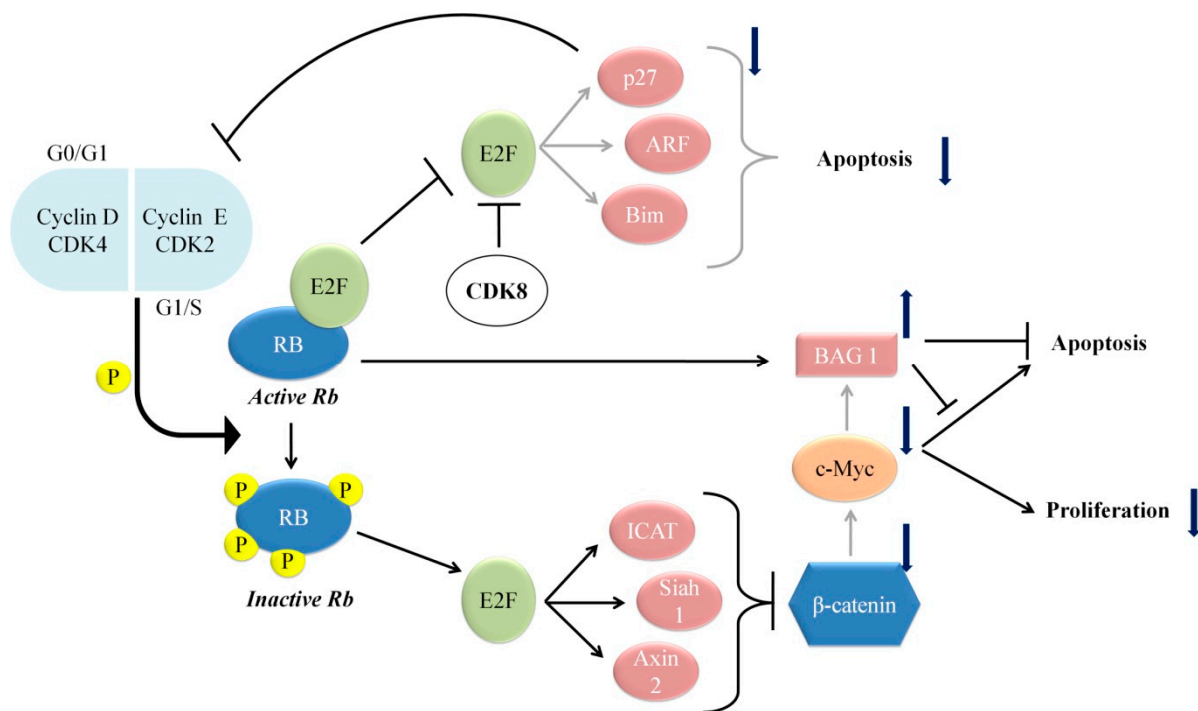 p27
G0/G1
E2F
ARF
Apoptosis
Cyclin D
CDK4
Cyclin E
CDK2
Bim
G1/S
E2F
CDK8
RB
P
Active Rb
BAG 1
Apoptosis
c-Myc
P
P
RB
P
P
Inactive Rb
ICAT
Proliferation
E2F
Siah
1
β-catenin
Axin
2